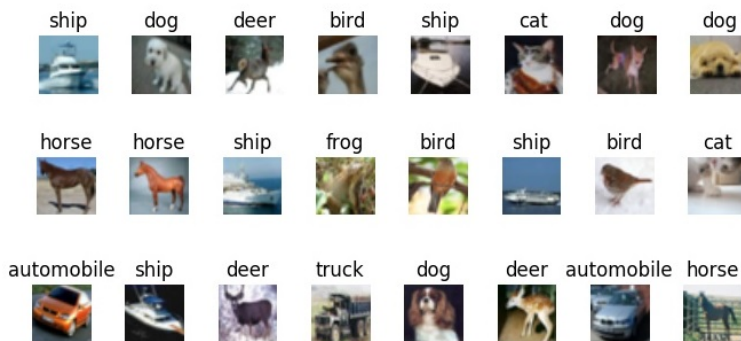 ship dog deer bird ship cat dog dog
horse horse ship frog bird ship bird cat
automobile ship deer truck dog deer automobile horse